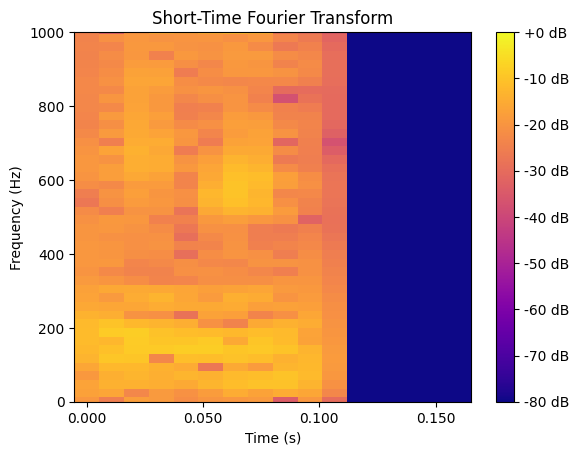 Short-Time Fourier Transform
1000
800
600
400
200
0
Frequency (Hz)
0.000
0.050
0.100
0.150
Time (s)
+0 dB
-10 dB
-20 dB
-30 dB
-40 dB
-50 dB
-60 dB
-70 dB
-80 dB